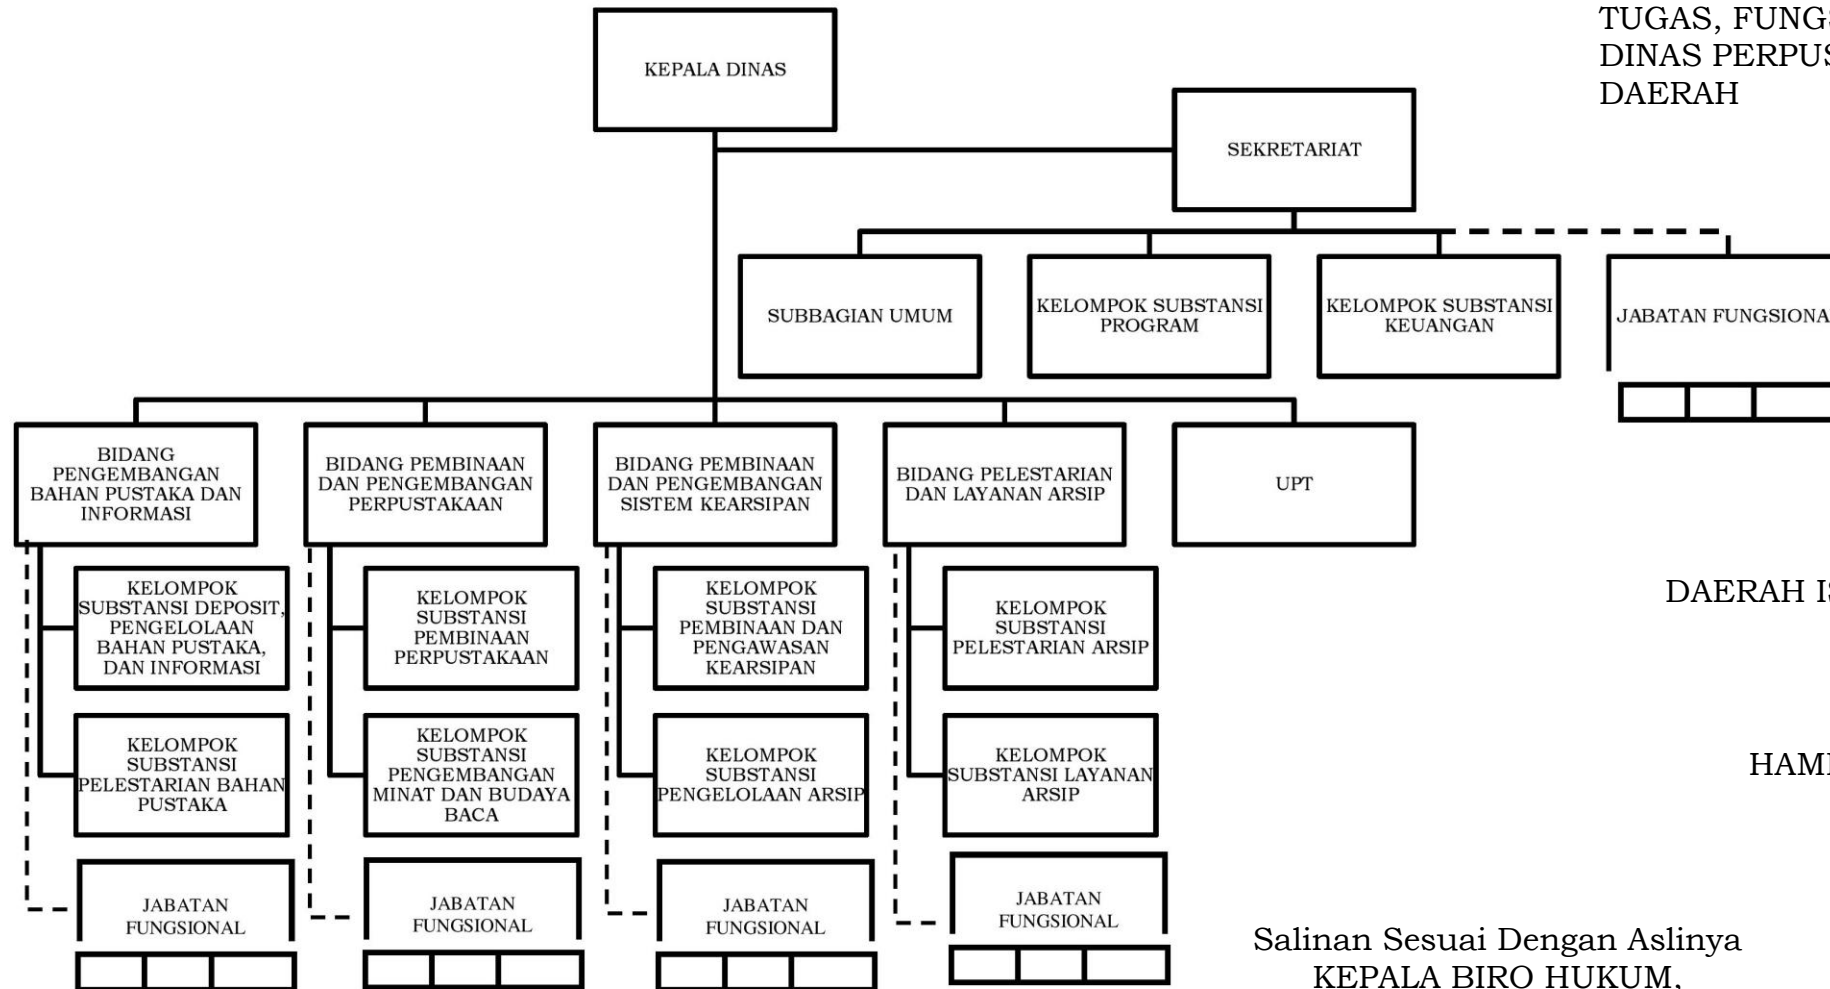 TUGAS, FUNGS
DINAS PERPUS
DAERAH
KEPALA DINAS
SEKRETARIAT
SUBBAGIAN UMUM
KELOMPOK SUBSTANSI
PROGRAM
KELOMPOK SUBSTANSI
KEUANGAN
JABATAN FUNGSIONA
BIDANG
PENGEMBANGAN
BAHAN PUSTAKA DAN
INFORMASI
BIDANG PEMBINAAN
DAN PENGEMBANGAN
PERPUSTAKAAN
BIDANG PEMBINAAN
DAN PENGEMBANGAN
SISTEM KEARSIPAN
BIDANG PELESTARIAN
DAN LAYANAN ARSIP
UPT
KELOMPOK
SUBSTANSI DEPOSIT,
PENGELOLAAN
BAHAN PUSTAKA,
DAN INFORMASI
KELOMPOK
SUBSTANSI
PEMBINAAN
PERPUSTAKAAN
KELOMPOK
SUBSTANSI
PEMBINAAN DAN
PENGAWASAN
KEARSIPAN
KELOMPOK
SUBSTANSI
PELESTARIAN ARSIP
DAERAH IS
KELOMPOK
SUBSTANSI
PELESTARIAN BAHAN
PUSTAKA
KELOMPOK
SUBSTANSI
PENGEMBANGAN
MINAT DAN BUDAYA
BACA
KELOMPOK
SUBSTANSI
PENGELOLAAN ARSIP
KELOMPOK
SUBSTANSI LAYANAN
ARSIP
JABATAN
FUNGSIONAL
JABATAN
FUNGSIONAL
JABATAN
FUNGSIONAL
JABATAN
FUNGSIONAL
Salinan Sesuai Dengan Aslinya
KEPALA BIRO HUKUM,